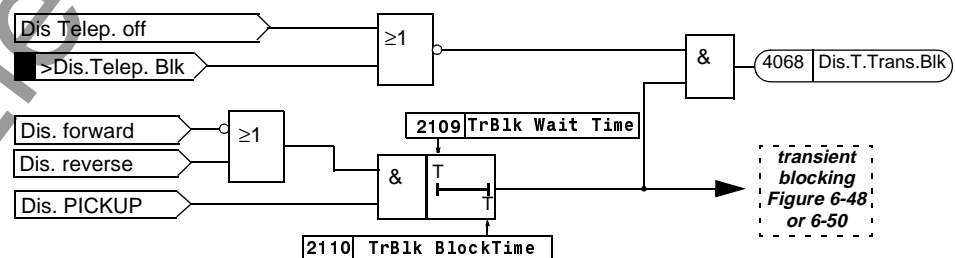 Dis Telep. off
≥1
>Dis.Telep. Blk
&
4068 Dis.T.Trans.Blk
Dis. forward
≥1
2109 TrBlk Wait Time
Dis. reverse
&
T
T
Dis. PICKUP
transient
blocking
Figure 6-48
or 6-50
2110 TrBlk BlockTime